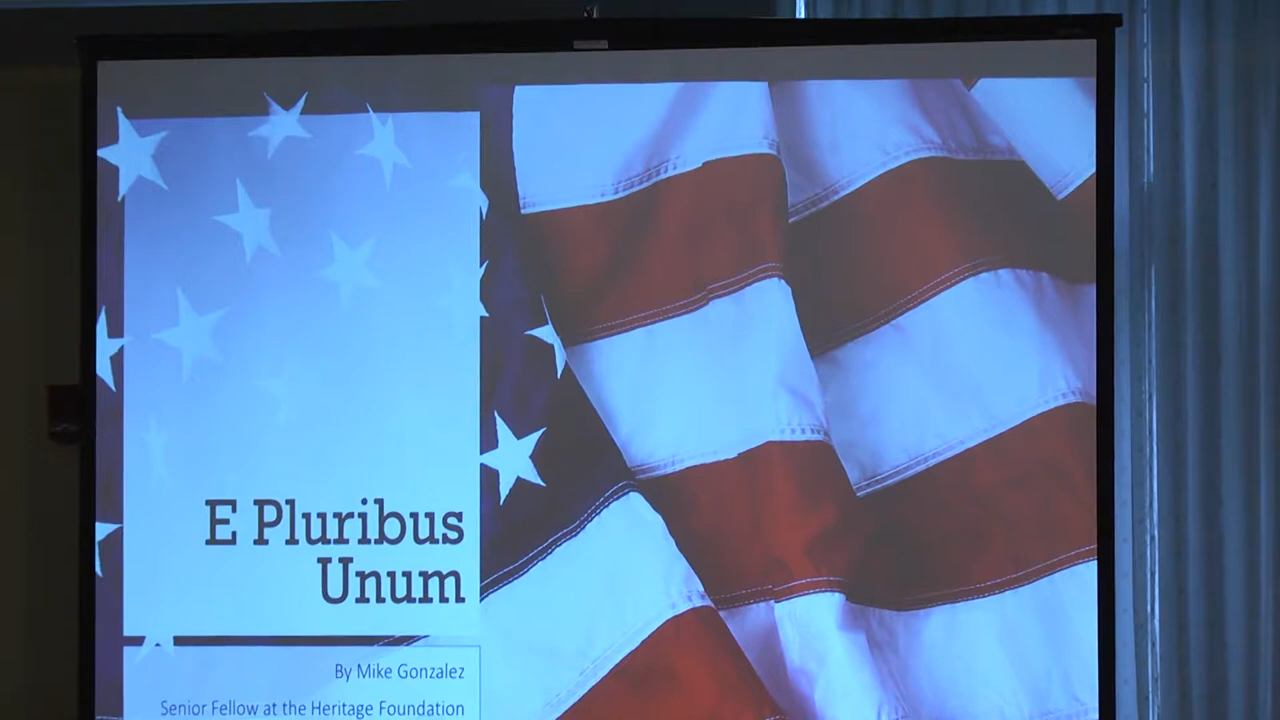 E Pluribus
Unum
By Mike Gonzalez
Senior Fellow at the Heritage Foundation